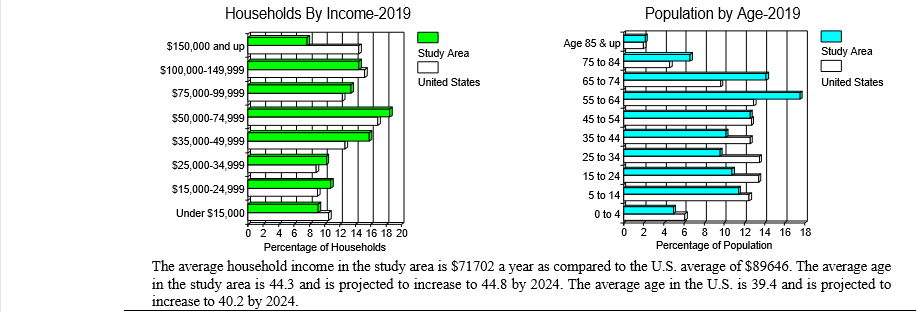 Households By Income-2019
$150,000 and up
$100,000-149,999
$75,000-99,999
$50,000-74,999
$35,000-49,999
$25,000-34,999
$15,000-24,999
Under $15,000
0 2 4 6 8 10 12 14 16 18 20
Percentage of Households
Study Area
United States
Population by Age-2019
Age 85 & up
75 to 84
65 to 74
55 to 64
45 to 54
35 to 44
25 to 34
15 to 24
5 to 14
0 to 4
0 2 4 6 8 10 12 14 16 18
Percentage of Population
Study Area
United States
The average household income in the study area is $71702 a year as compared to the U.S. average of $89646. The average age
in the study area is 44.3 and is projected to increase to 44.8 by 2024. The average age in the U.S. is 39.4 and is projected to
increase to 40.2 by 2024.